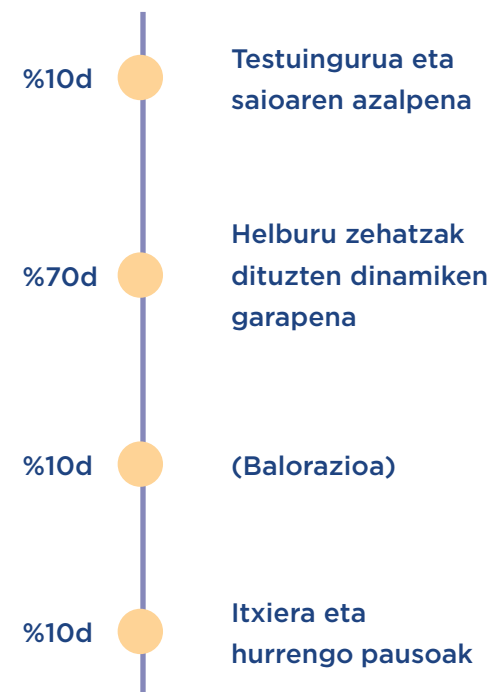 %10d
Testuingurua eta
saioaren azalpena
%70d
Helburu zehatzak
dituzten dinamiken
garapena
%10d
(Balorazioa)
%10d
Itxiera eta
hurrengo pausoak